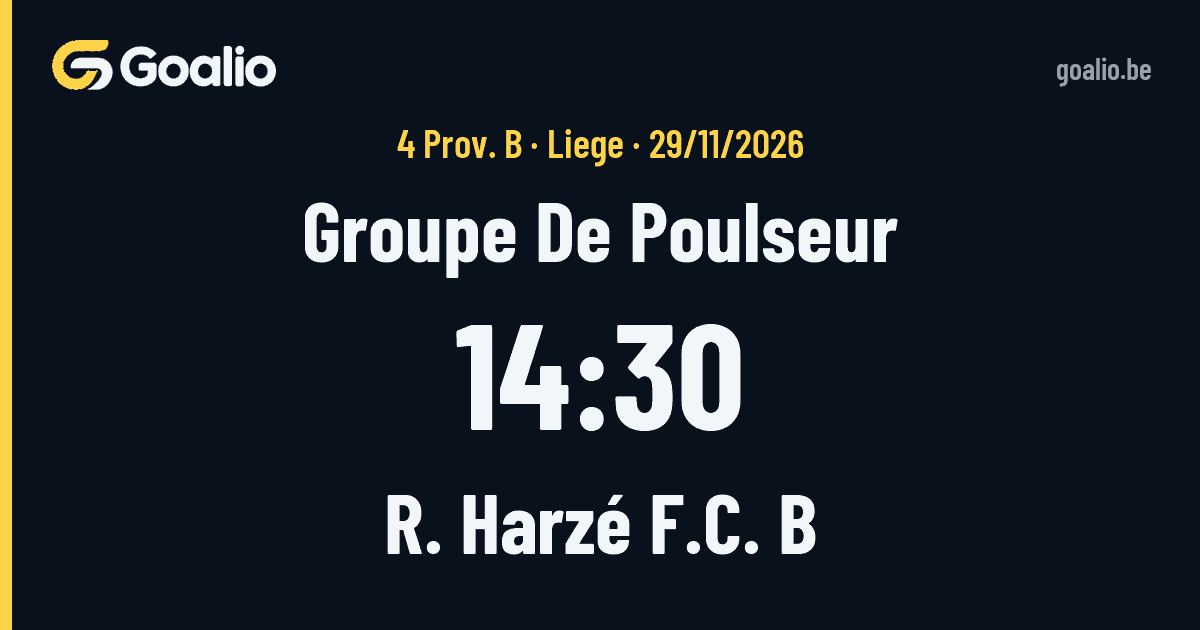 Goalio
goalio.be
4 Prov. B · Liege · 29/11/2026
Groupe De Poulseur
14:30
R. Harzé F.C. B